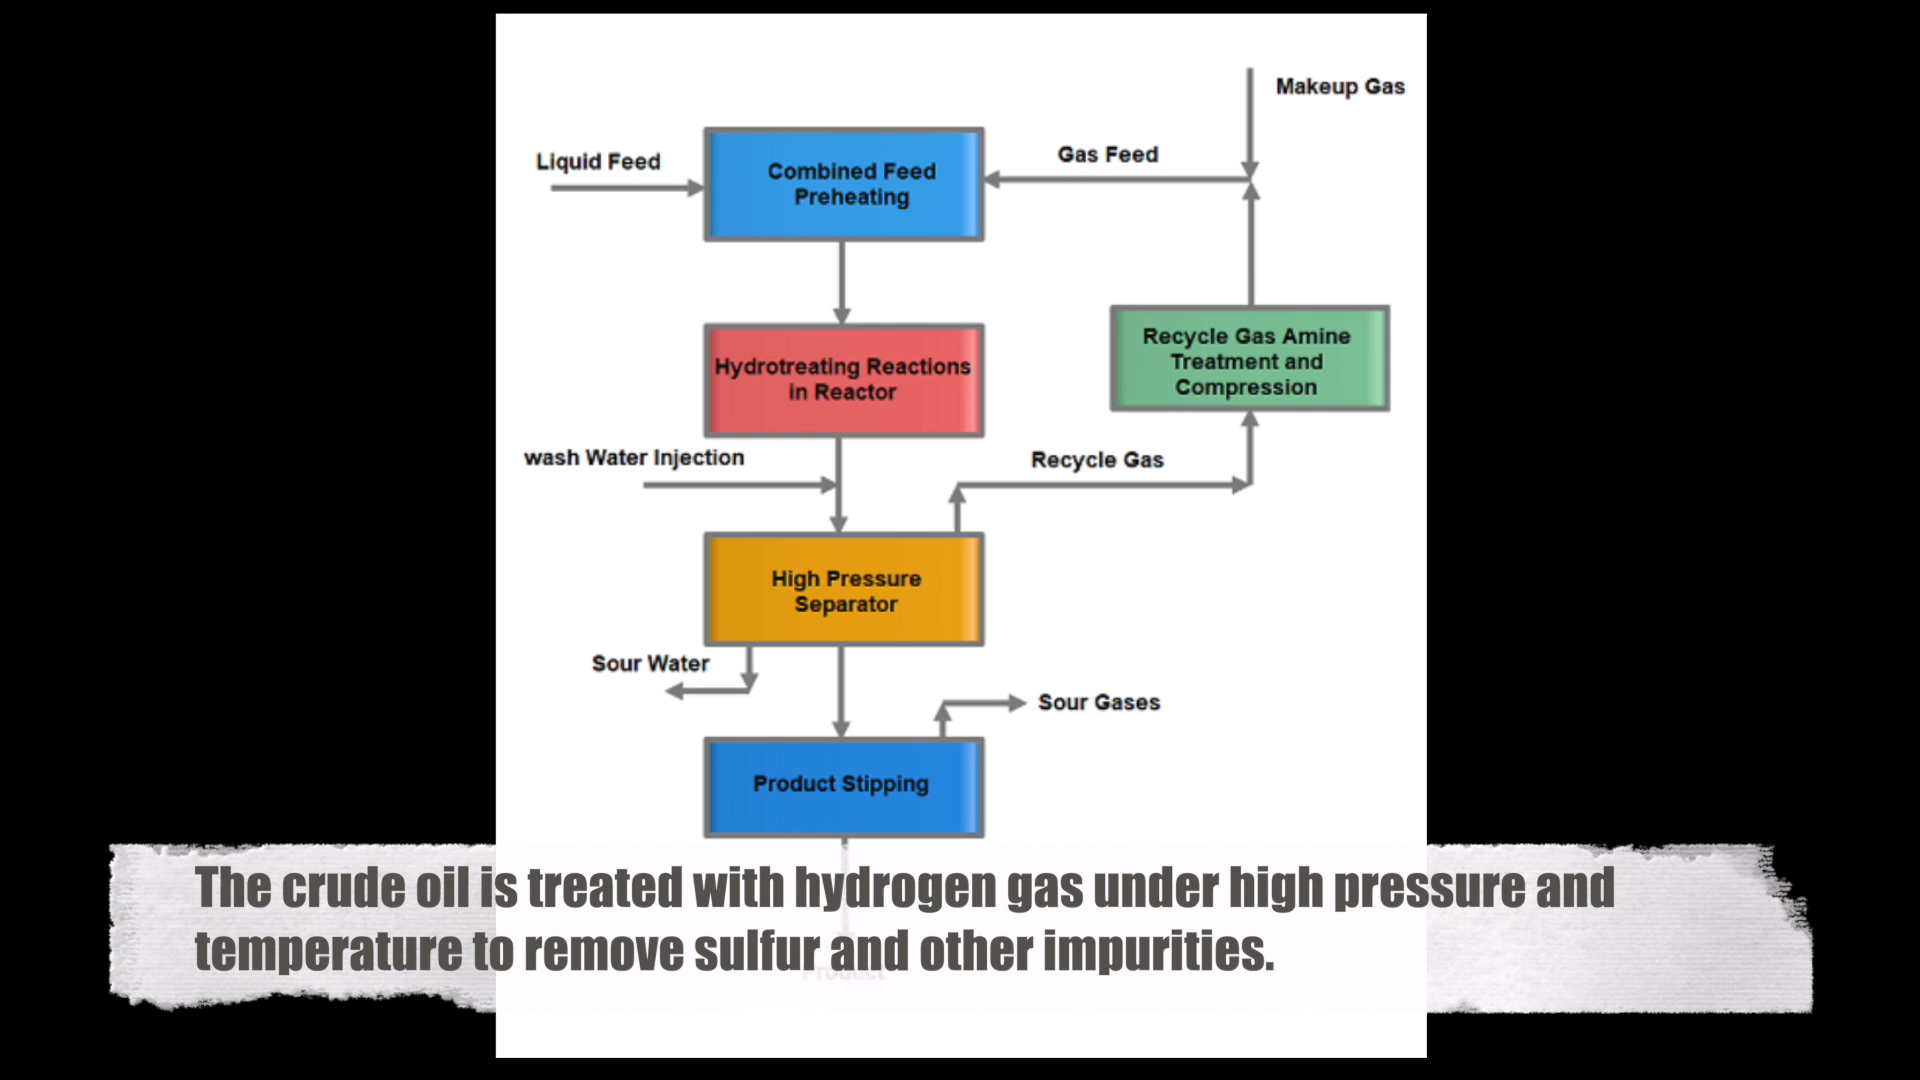 Makeup Gas
Liquid Feed
Gas Feed
Combined Feed
Preheating
Hydrotreating Reactions
in Reactor
Recycle Gas Amine
Treatment and
Compression
wash Water Injection
Recycle Gas
High Pressure
Separator
Sour Water
Sour Gases
Product Stipping
The crude oil is treated with hydrogen gas under high pressure and
temperature to remove sulfur and other impurities.
Product